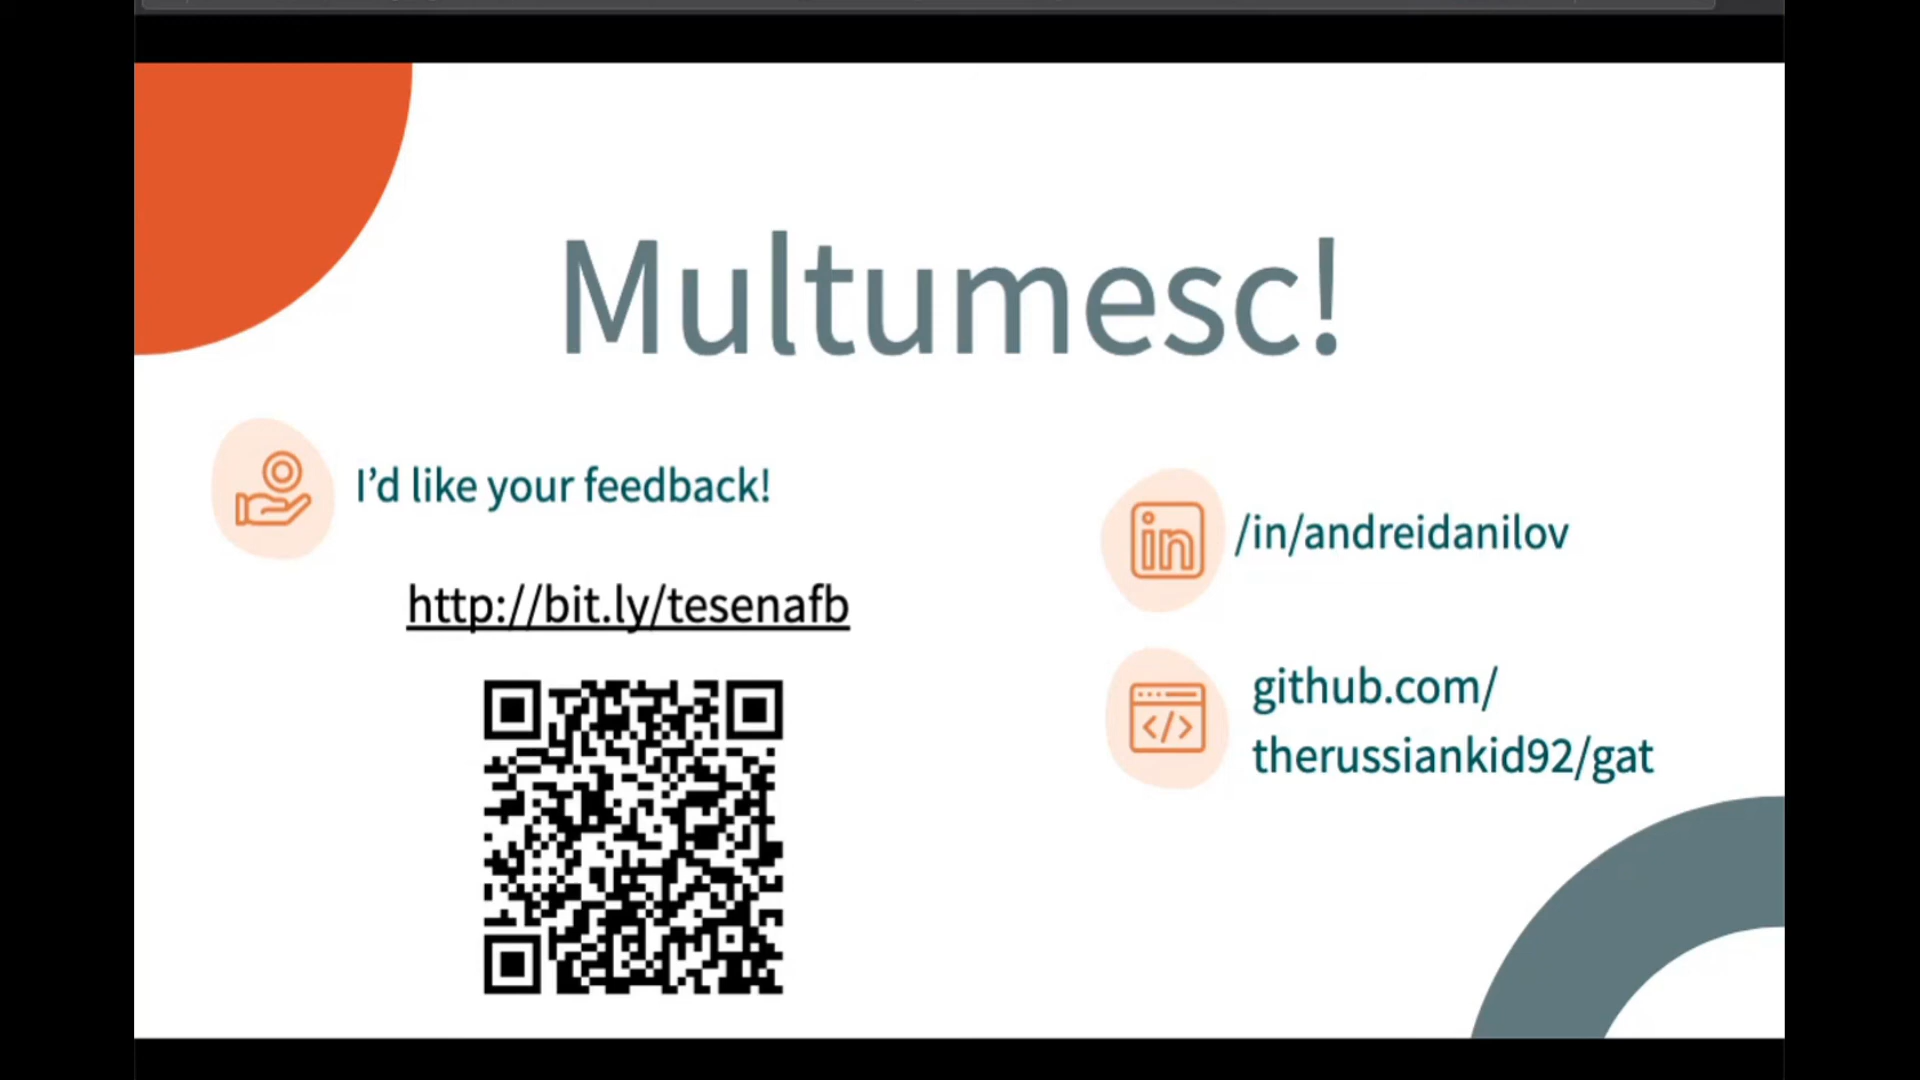 Multumesc!
I'd like your feedback!
http://bit.ly/tesenafb
/in/andreidanilov
github.com/
therussiankid92/gat